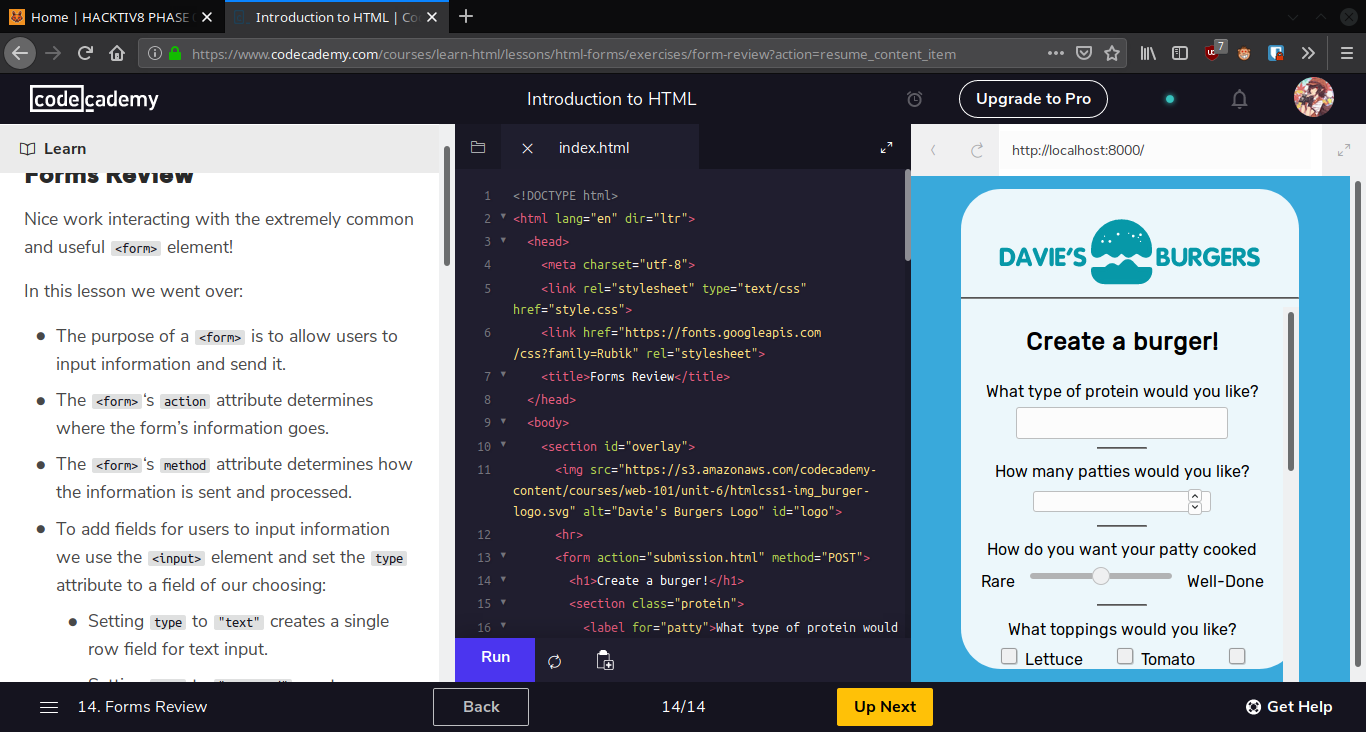 Home | HACKTIV8 PHASE
Introduction to HTML | Co
https://www.codecademy.com/courses/learn-html/lessons/html-forms/exercises/form-review?action=resume_content_item
7
codecademy
Introduction to HTML
Upgrade to Pro
Learn
Forms Review
Nice work interacting with the extremely common
and useful <form> element!
In this lesson we went over:
The purpose of a <form> is to allow users to
input information and send it.
The <form>‘s action attribute determines
where the form’s information goes.
The <form>‘s method attribute determines how
the information is sent and processed.
To add fields for users to input information
we use the <input> element and set the type
attribute to a field of our choosing:
Setting type to "text" creates a single
row field for text input.
index.html
1 <!DOCTYPE html>
2 <html lang="en" dir="ltr">
3 <head>
4 <meta charset="utf-8">
5 <link rel="stylesheet" type="text/css"
href="style.css">
6 <link href="https://fonts.googleapis.com
/css?family=Rubik" rel="stylesheet">
7 <title>Forms Review</title>
8 </head>
9 <body>
10 <section id="overlay">
11 <img src="https://s3.amazonaws.com/codecademy-
content/courses/web-101/unit-6/htmlcss1-img_burger-
logo.svg" alt="Davie's Burgers Logo" id="logo">
12 <hr>
13 <form action="submission.html" method="POST">
14 <h1>Create a burger!</h1>
15 <section class="protein">
16 <label for="patty">What type of protein would
Run
http://localhost:8000/
DAVIE'S BURGERS
Create a burger!
What type of protein would you like?
How many patties would you like?
How do you want your patty cooked
Rare
Well-Done
What toppings would you like?
Lettuce
Tomato
14. Forms Review
Back
14/14
Up Next
Get Help